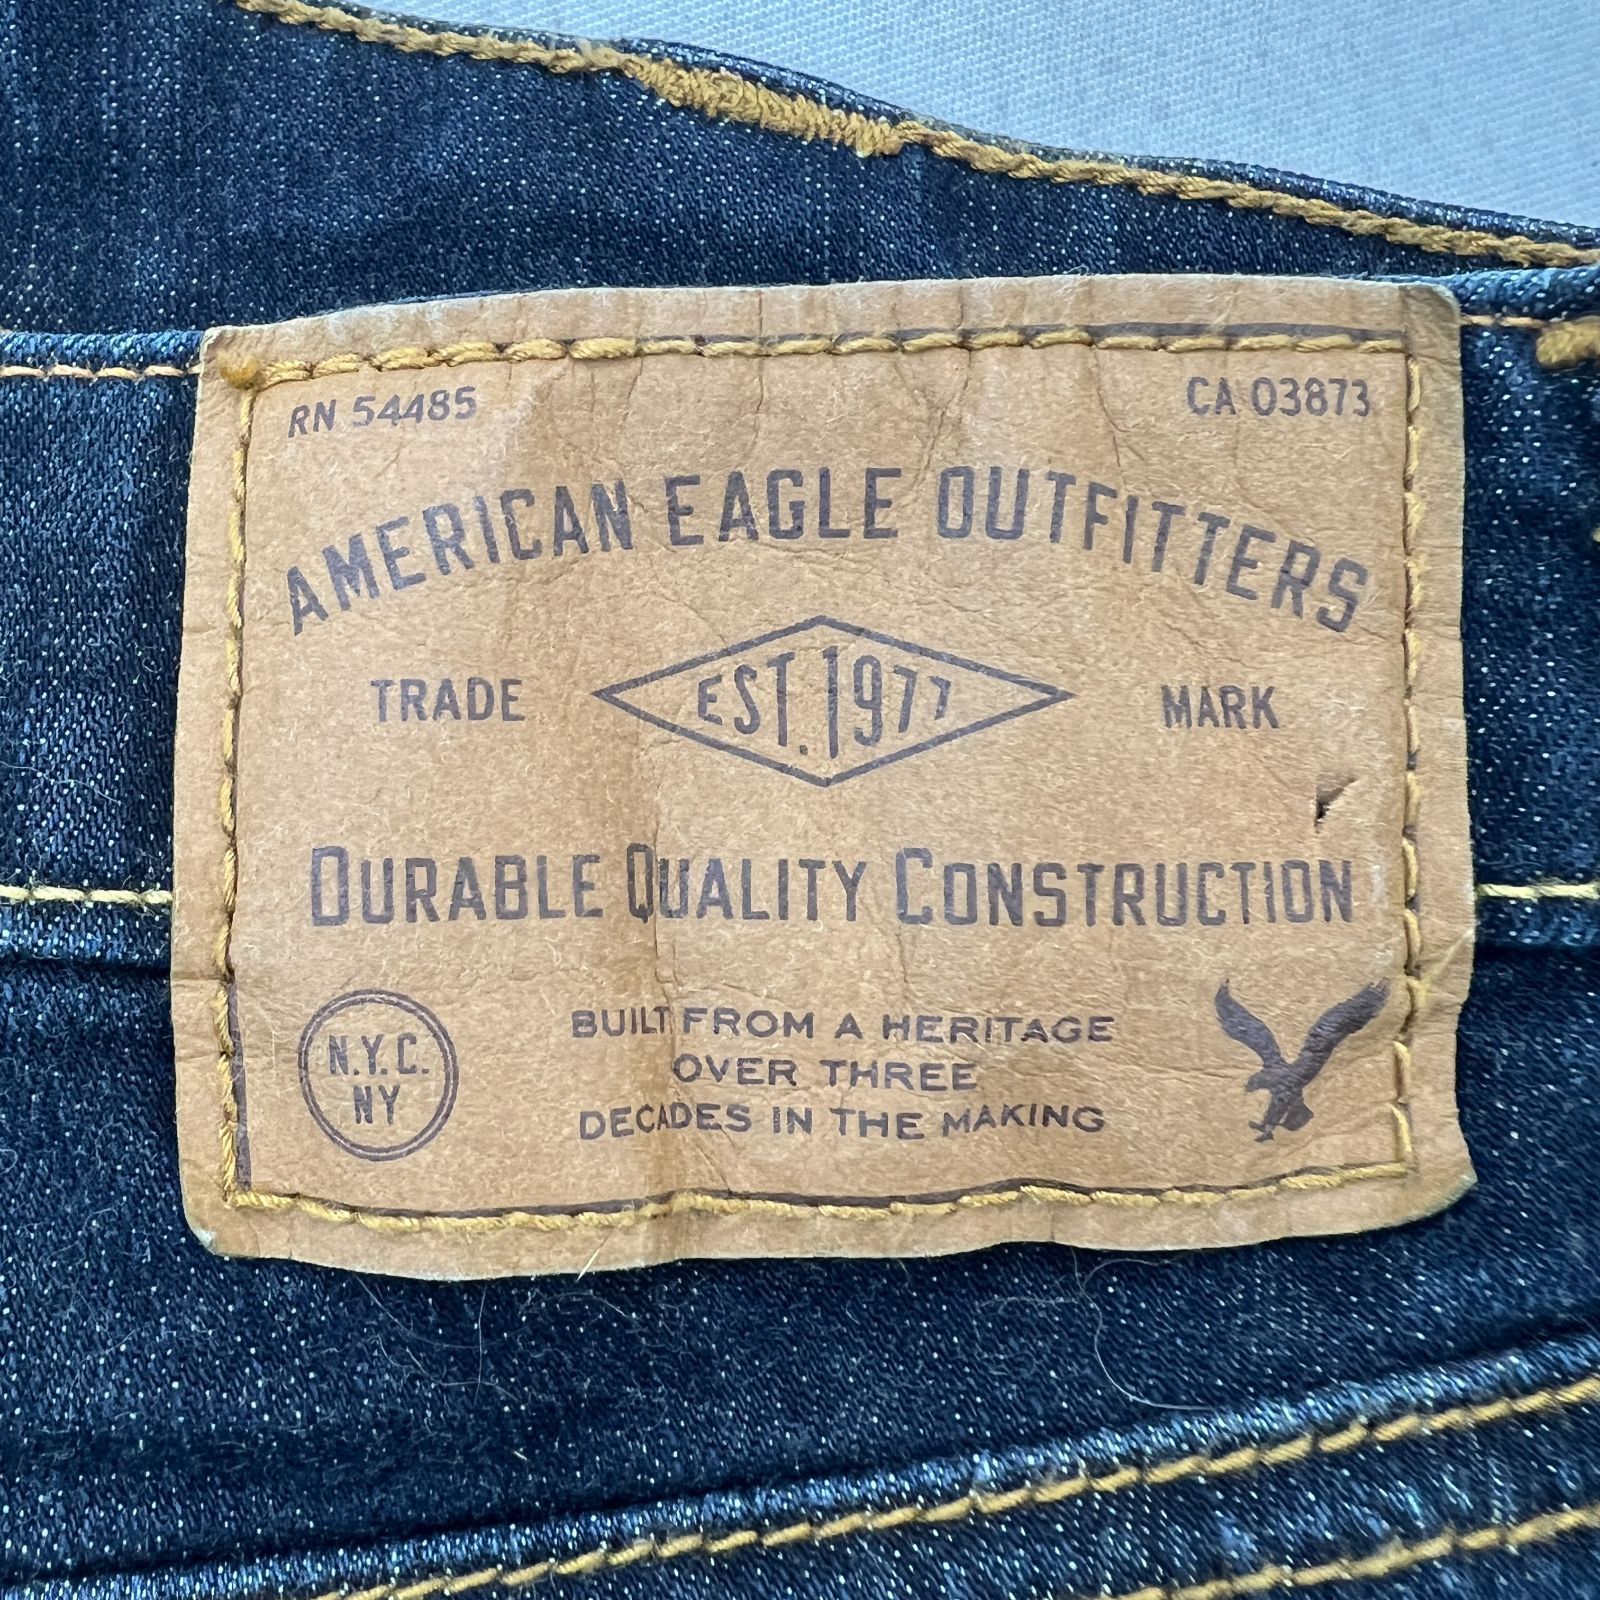 RN 54485
CA 03873
AMERICAN EAGLE OUTFITTERS
TRADE
EST. 1977
MARK
DURABLE QUALITY CONSTRUCTION
N.Y.C.
NY
BUILT FROM A HERITAGE
OVER THREE
DECADES IN THE MAKING